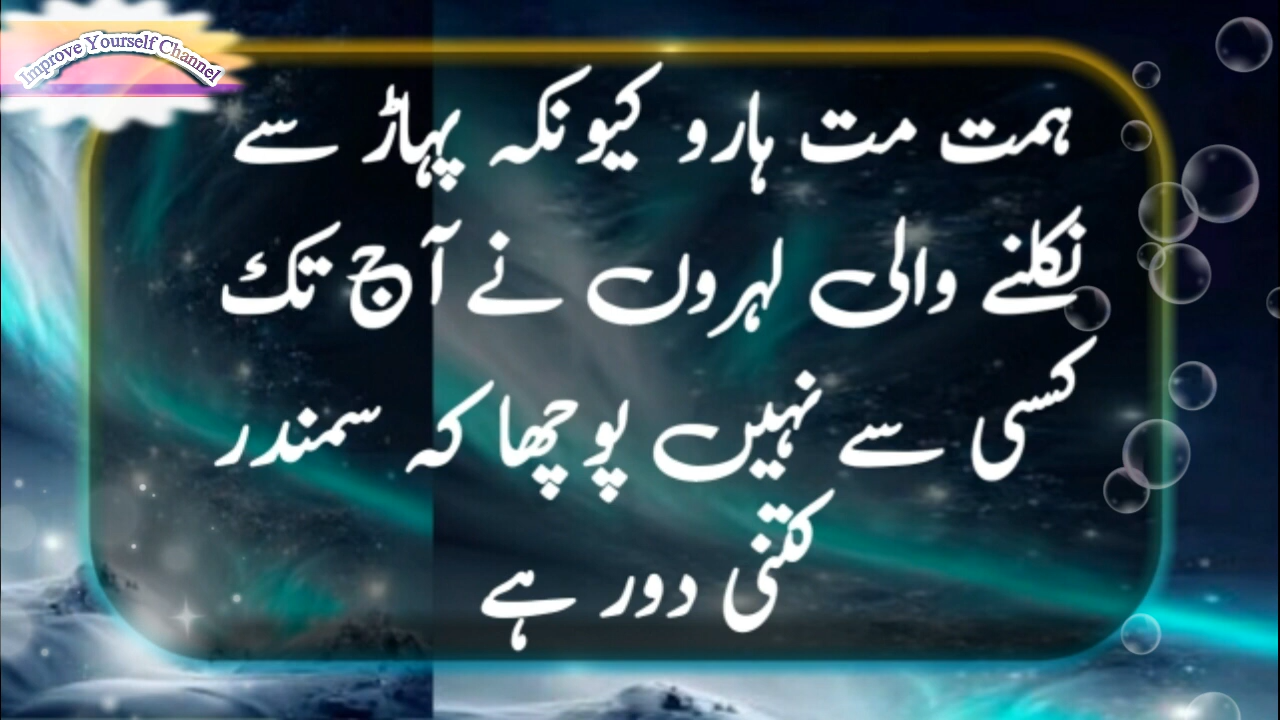 Improve Yourself Channel
ہمت مت ہارو کیونکہ پہاڑ سے
نکلنے والی لہروں نے آج تک
کسی سے نہیں پوچھا کہ سمندر
کتنی دور ہے